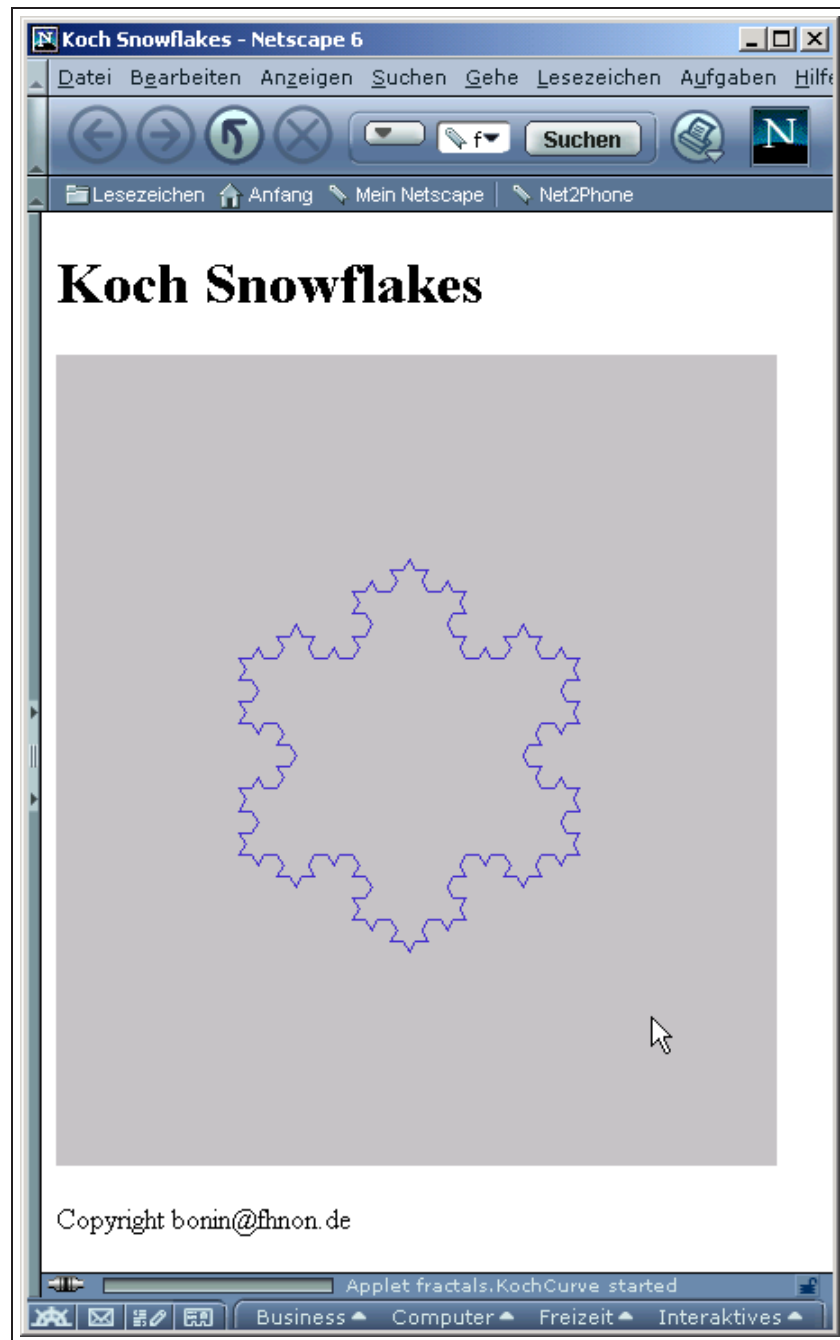 Koch Snowflakes - Netscape 6
Datei Bearbeiten Anzeigen Suchen Gehe Lesezeichen Aufgaben Hilfe
f Suchen N
Lesezeichen Anfang Mein Netscape Net2Phone
Koch Snowflakes
Copyright bonin@fhnon.de
Applet fractals.KochCurve started
Business Computer Freizeit Interaktives